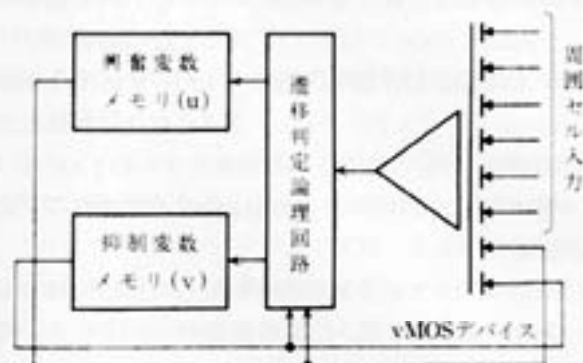 興奮変数
メモリ(u)
抑制変数
メモリ(v)
遷移判定論理回路
周囲セル入力
vMOSデバイス